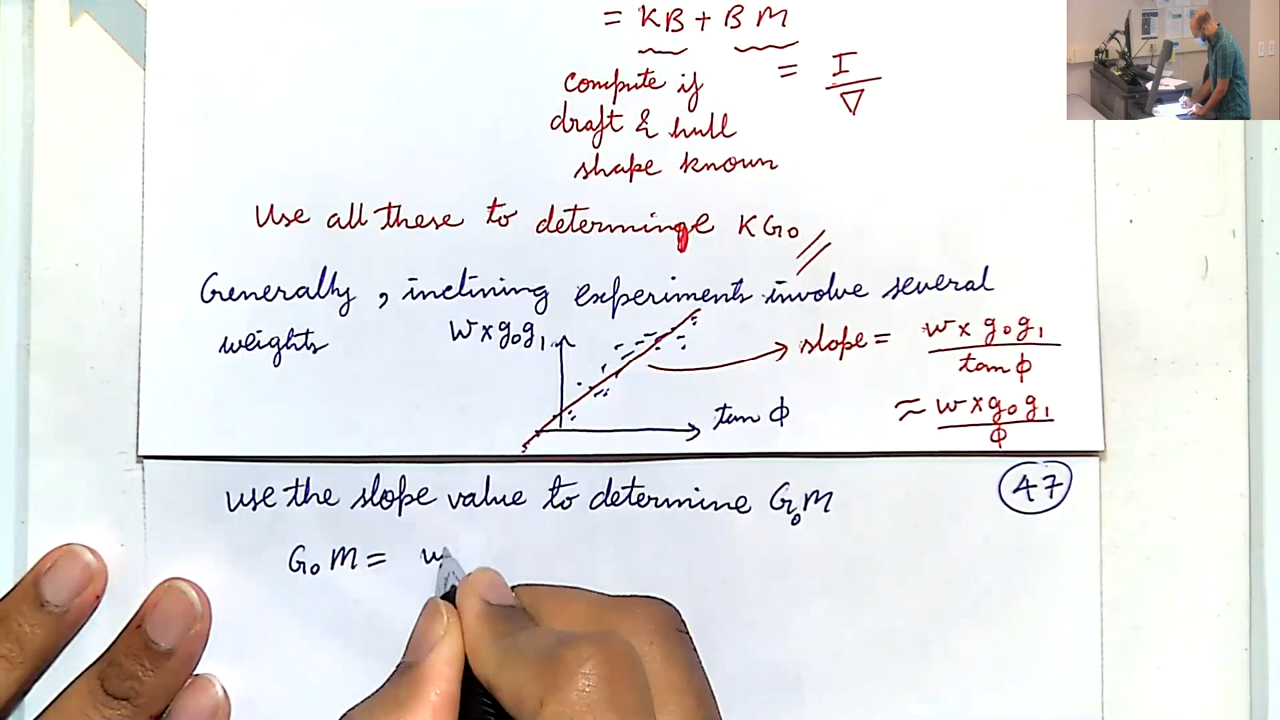 = KB + BM
= I/∇
compute if
draft & hull
shape known
Use all these to determinge KG₀
Generally, inclining experiments involve several
weights
w x g₀g₁
slope = w x g₀g₁ / tan ϕ
tan ϕ
≈ w x g₀g₁ / ϕ
47
use the slope value to determine G₀M
G₀M = w